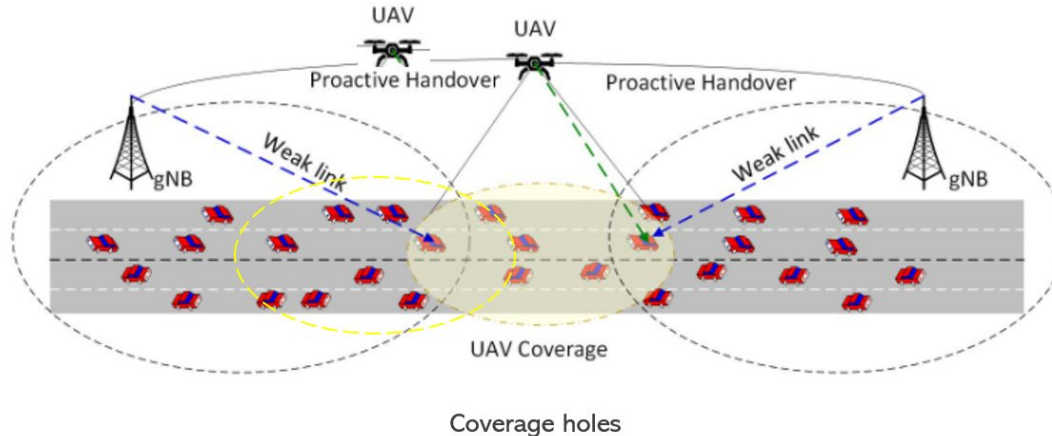 UAV
UAV
Proactive Handover
Proactive Handover
Weak link
Weak link
gNB
gNB
UAV Coverage
Coverage holes